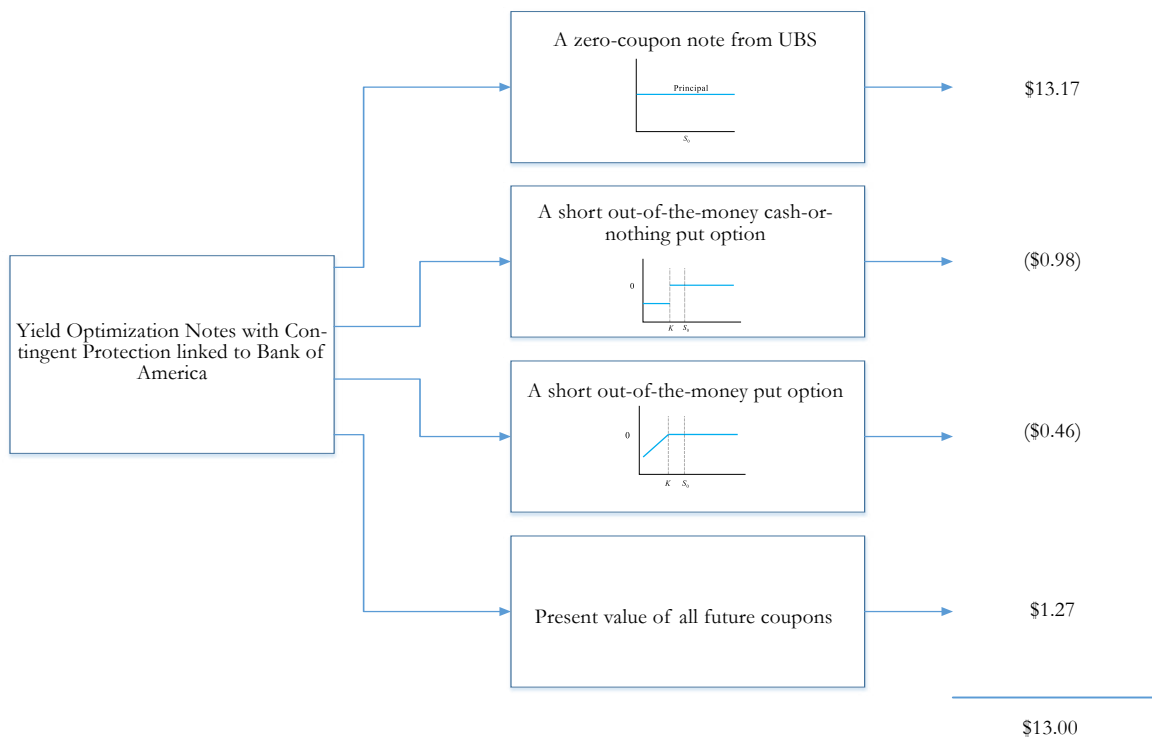 A zero-coupon note from UBS
Principal
S0
$13.17
A short out-of-the-money cash-or-
nothing put option
0
K
S0
($0.98)
Yield Optimization Notes with Con-
tingent Protection linked to Bank of
America
A short out-of-the-money put option
0
K
S0
($0.46)
Present value of all future coupons
$1.27
$13.00